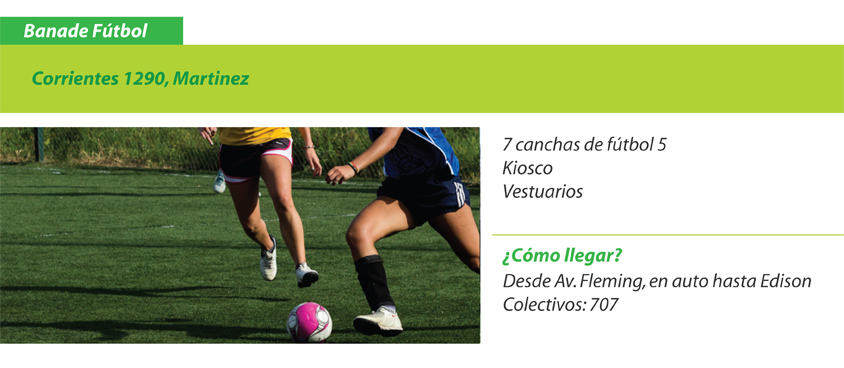 Banade Fútbol
Corrientes 1290, Martinez
7 canchas de fútbol 5
Kiosco
Vestuarios
¿Cómo llegar?
Desde Av. Fleming, en auto hasta Edison
Colectivos: 707